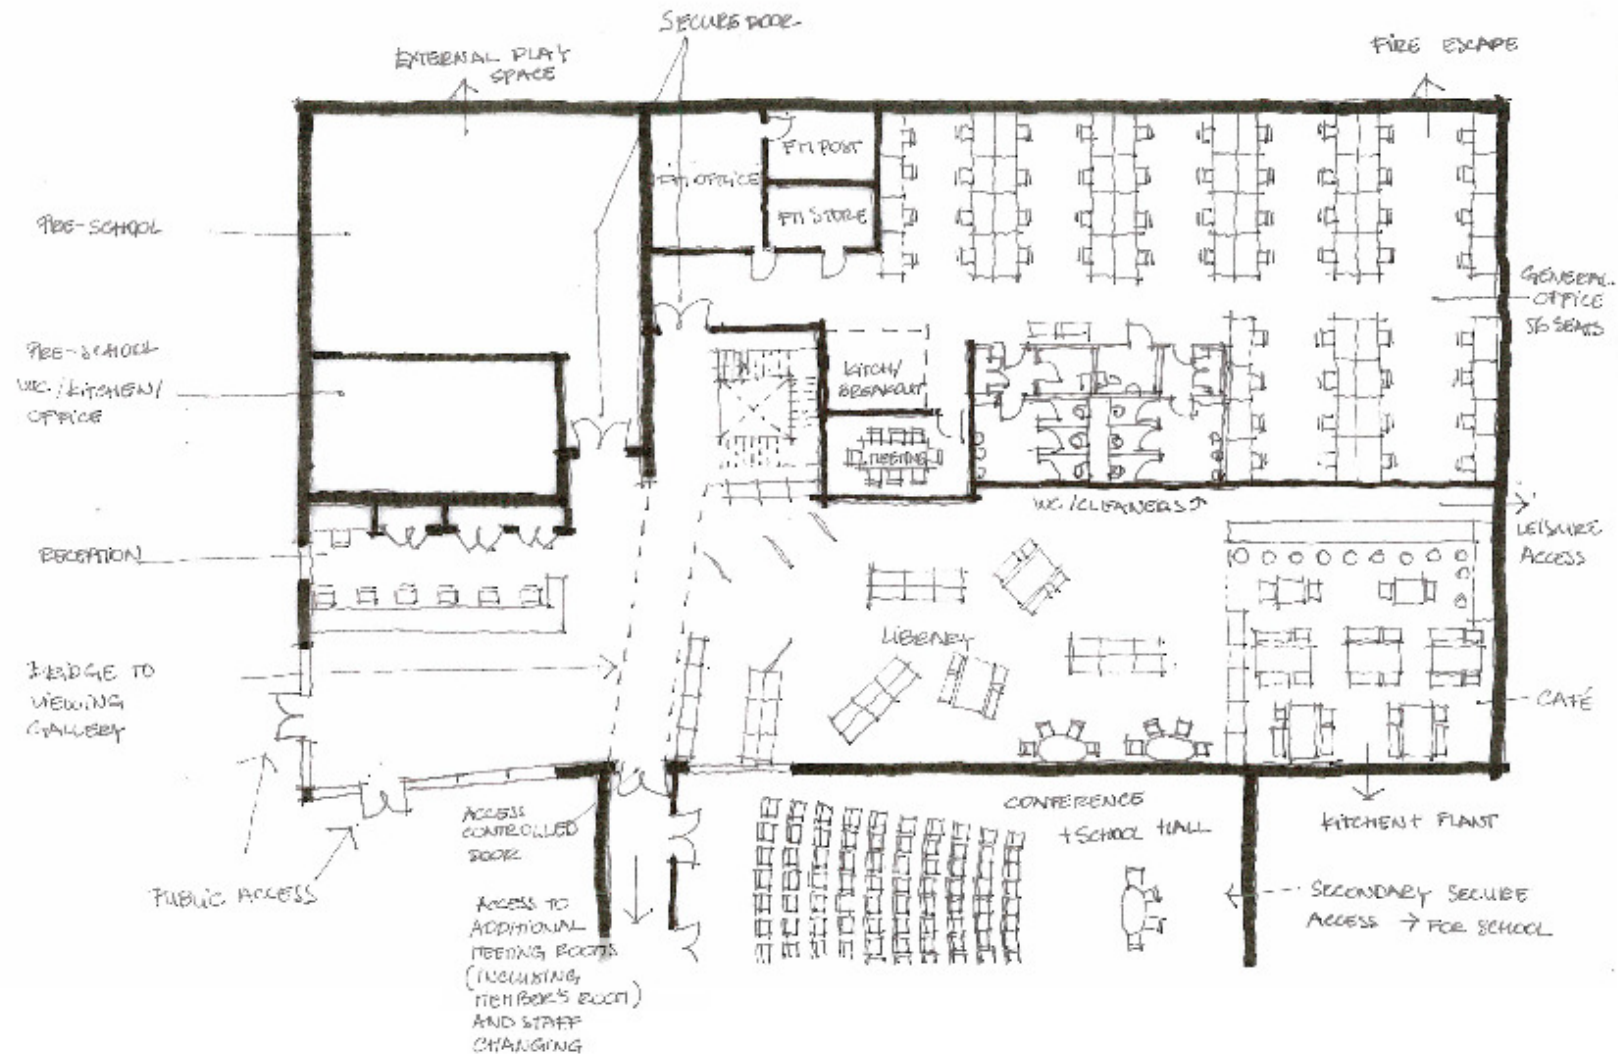 SECURE DOOR
EXTERNAL PLAY
SPACE
FIRE ESCAPE
FM POST
FM OFFICE
FM STORE
PRE-SCHOOL
GENERAL
OFFICE
56 SEATS
PRE-SCHOOL
WC/KITCHEN/
OFFICE
KITCH/
BREAKOUT
MEETING
WC/CLEANERS
LEISURE
ACCESS
RECEPTION
LIBRARY
BRIDGE TO
VIEWING
GALLERY
CAFÉ
ACCESS
CONTROLLED
DOOR
CONFERENCE
+ SCHOOL HALL
KITCHEN + PLANT
PUBLIC ACCESS
SECONDARY SECURE
ACCESS → FOR SCHOOL
ACCESS TO
ADDITIONAL
MEETING ROOMS
(INCLUDING
MEMBER'S ROOM)
AND STAFF
CHANGING